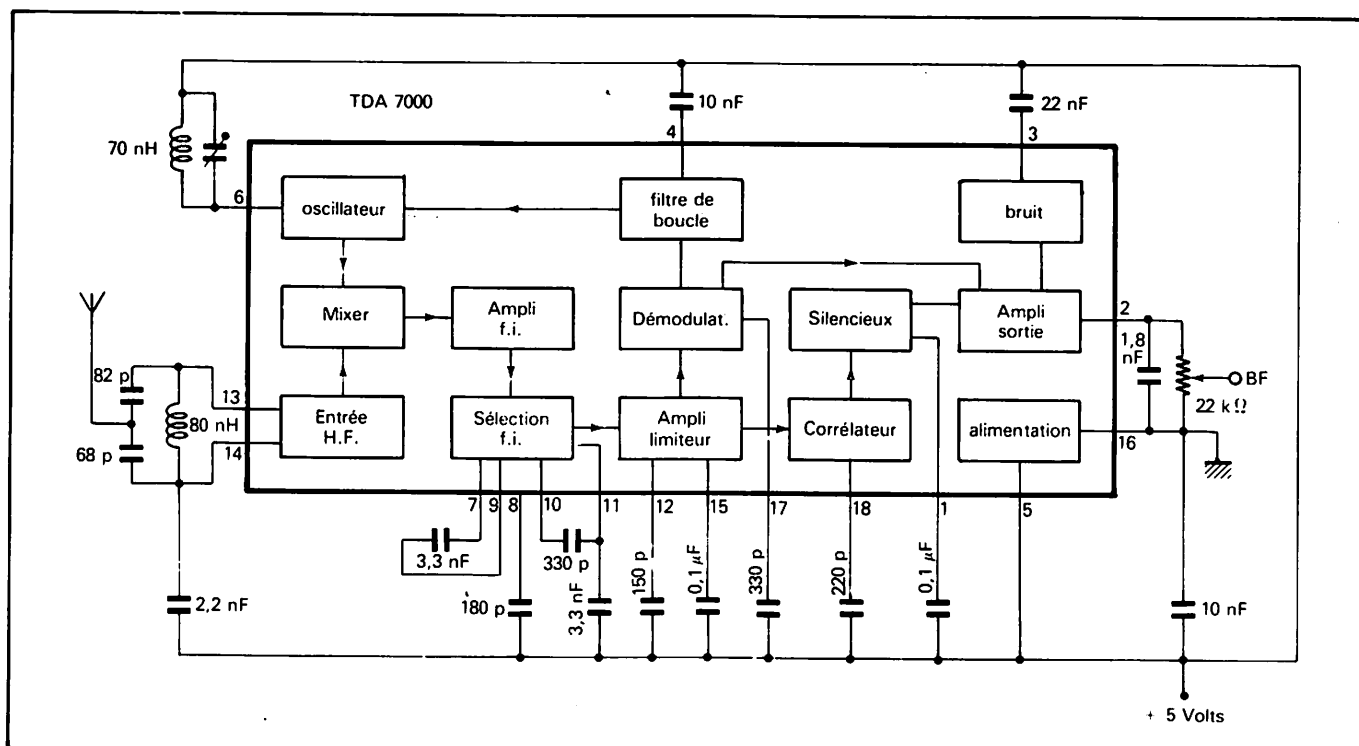 TDA 7000
10 nF
22 nF
4
3
70 nH
6
oscillateur
filtre de
boucle
bruit
Mixer
Ampli
f.i.
Démodulat.
Silencieux
Ampli
sortie
2
1,8
nF
BF
22 kΩ
82 p
13
80 nH
Entrée
H.F.
Sélection
f.i.
Ampli
limiteur
Corrélateur
alimentation
68 p
14
16
7
9
8
10
11
12
15
17
18
1
5
3,3 nF
330 p
180 p
3,3 nF
150 p
0,1 µF
330 p
220 p
0,1 µF
2,2 nF
10 nF
+ 5 Volts